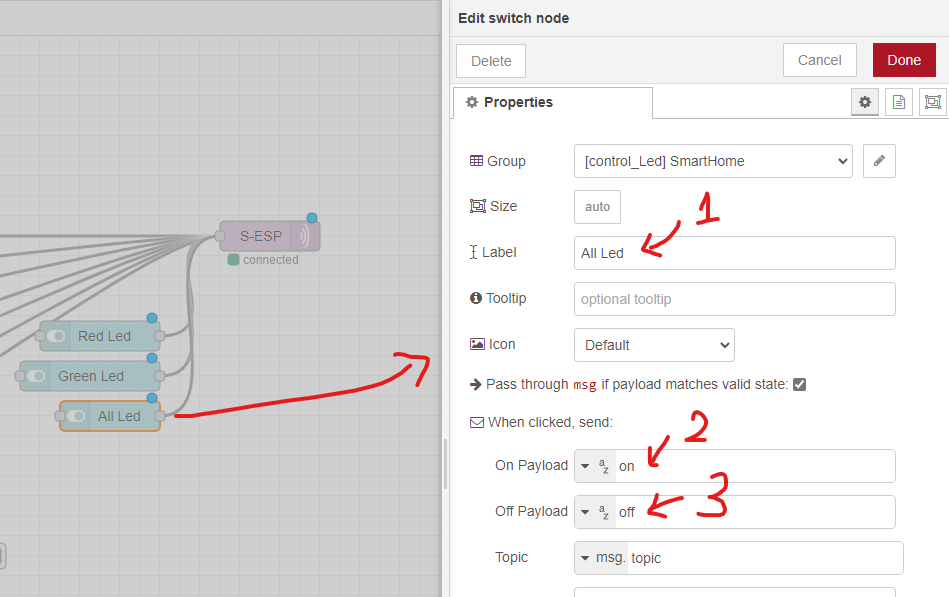 Edit switch node
Delete
Cancel
Done
Properties
Group
[control_Led] SmartHome
Size
auto
1
Label
All Led
Tooltip
optional tooltip
Icon
Default
Pass through msg if payload matches valid state:
When clicked, send:
2
On Payload
a
z
on
3
Off Payload
a
z
off
Topic
msg. topic
S-ESP
connected
Red Led
Green Led
All Led